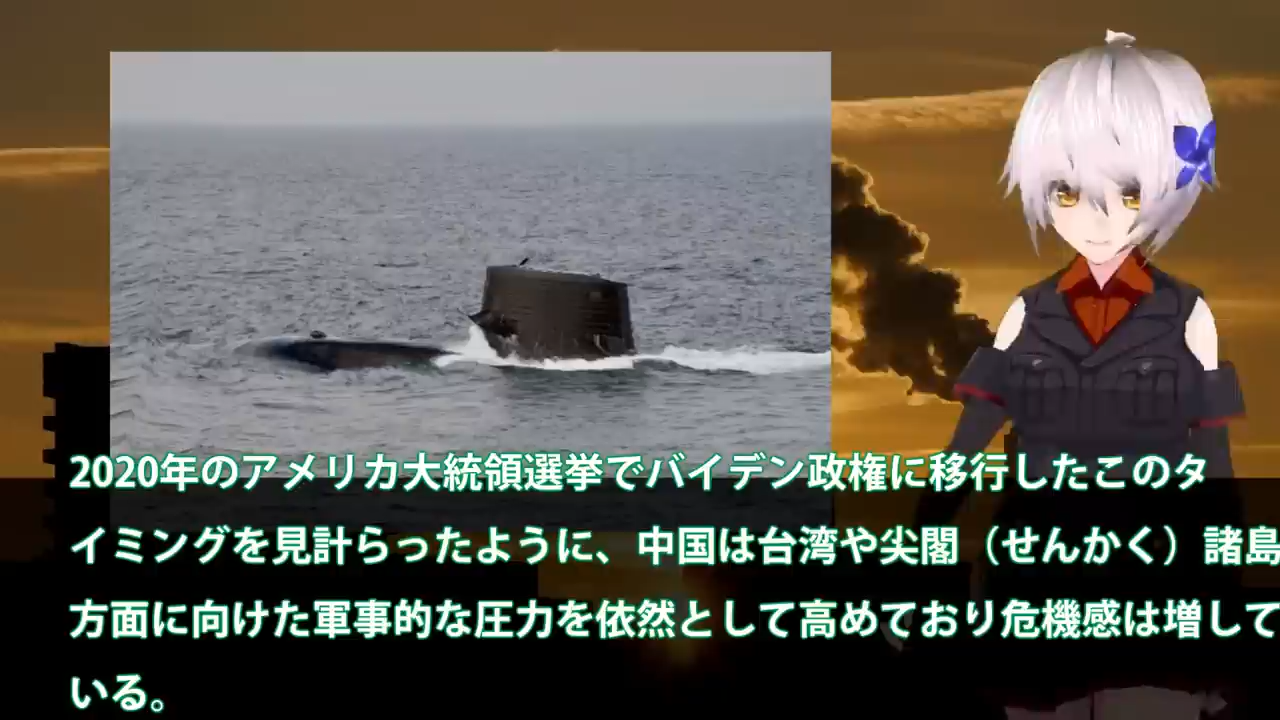 2020年のアメリカ大統領選挙でバイデン政権に移行したこのタ
イミングを見計らったように、中国は台湾や尖閣（せんかく）諸島
方面に向けた軍事的な圧力を依然として高めており危機感は増して
いる。